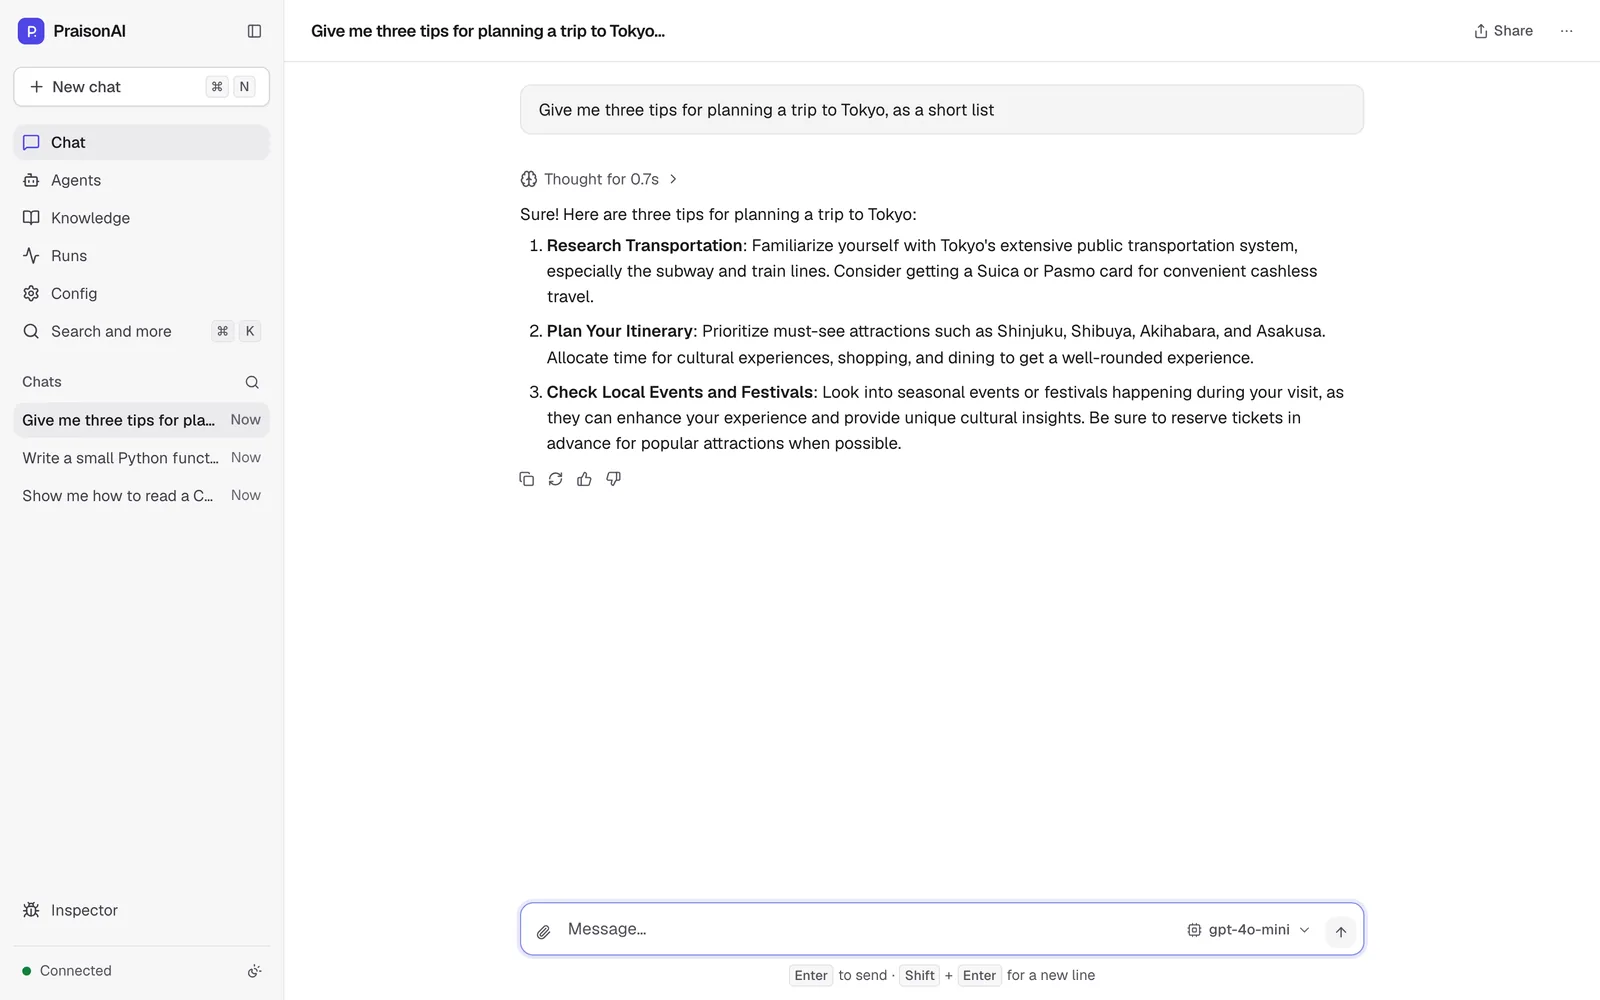 PraisonAI
New chat ⌘ N
Chat
Agents
Knowledge
Runs
Config
Search and more ⌘ K
Chats
Give me three tips for pla... Now
Write a small Python funct... Now
Show me how to read a C... Now
Inspector
Connected
Give me three tips for planning a trip to Tokyo...
Share
Give me three tips for planning a trip to Tokyo, as a short list
Thought for 0.7s
Sure! Here are three tips for planning a trip to Tokyo:
1. Research Transportation: Familiarize yourself with Tokyo's extensive public transportation system,
especially the subway and train lines. Consider getting a Suica or Pasmo card for convenient cashless
travel.
2. Plan Your Itinerary: Prioritize must-see attractions such as Shinjuku, Shibuya, Akihabara, and Asakusa.
Allocate time for cultural experiences, shopping, and dining to get a well-rounded experience.
3. Check Local Events and Festivals: Look into seasonal events or festivals happening during your visit, as
they can enhance your experience and provide unique cultural insights. Be sure to reserve tickets in
advance for popular attractions when possible.
Message...
gpt-4o-mini
Enter to send · Shift + Enter for a new line